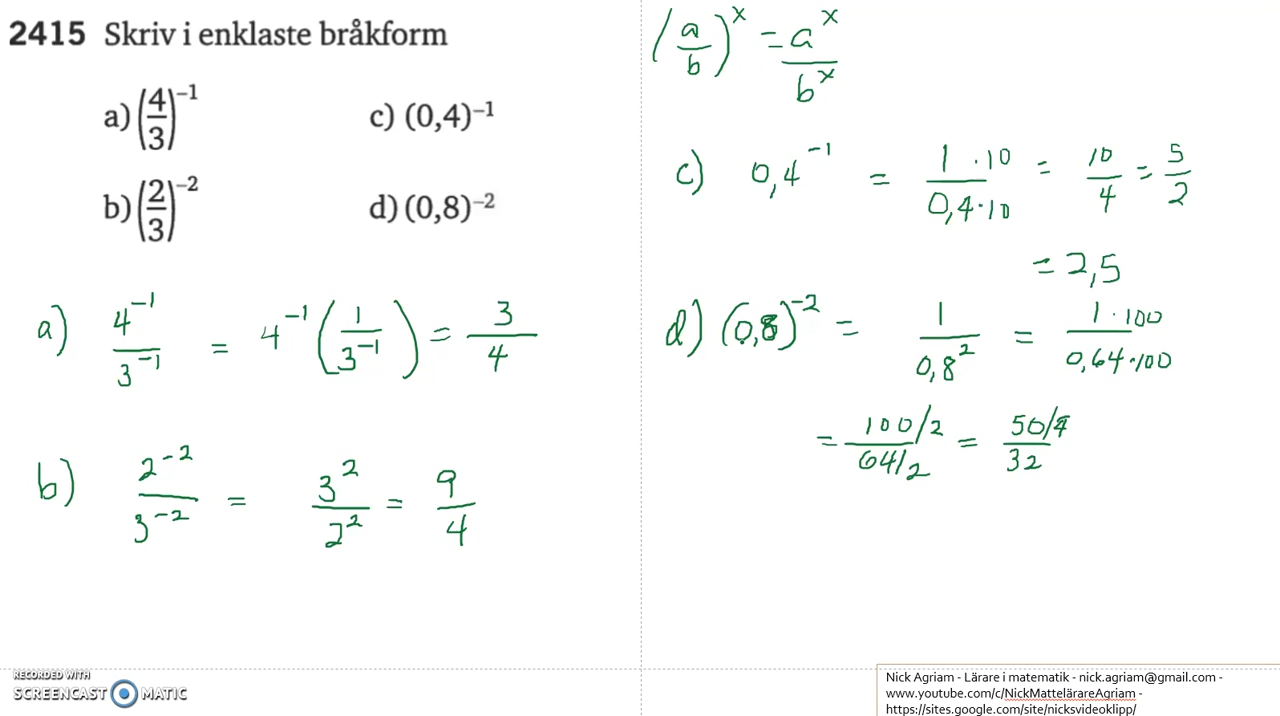 2415 Skriv i enklaste bråkform
a) (4/3)^–1
c) (0,4)^–1
b) (2/3)^–2
d) (0,8)^–2
a) 4^-1 / 3^-1 = 4^-1 (1 / 3^-1) = 3/4
b) 2^-2 / 3^-2 = 3^2 / 2^2 = 9/4
(a/b)^x = a^x / b^x
c) 0,4^-1 = 1·10 / 0,4·10 = 10/4 = 5/2
= 2,5
d) (0,8)^-2 = 1 / 0,8^2 = 1·100 / 0,64·100
= 100/2 / 64/2 = 50/ / 32
RECORDED WITH
SCREENCAST MATIC
Nick Agriam - Lärare i matematik - nick.agriam@gmail.com -
www.youtube.com/c/NickMattelärareAgriam -
https://sites.google.com/site/nicksvideoklipp/